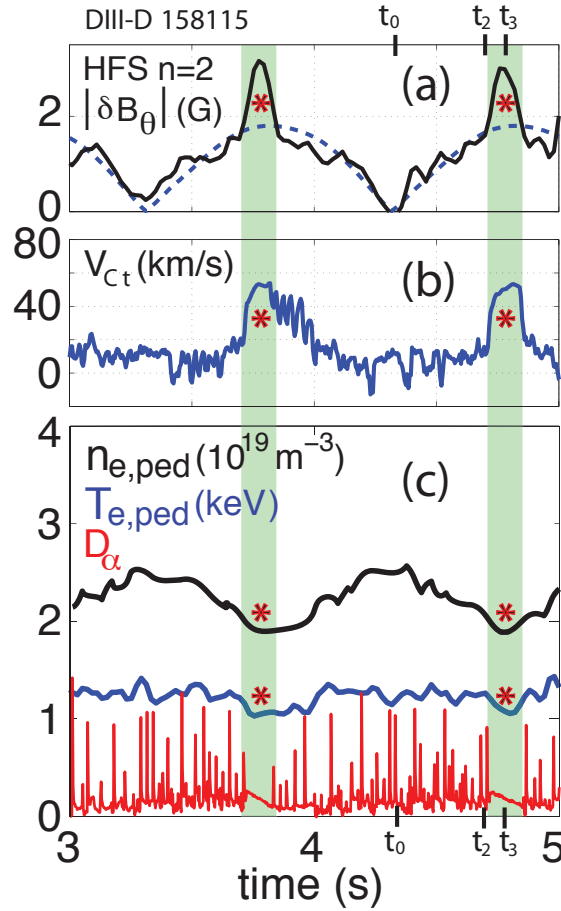 DIII-D 158115
t0
t2 t3
HFS n=2
|δBθ| (G)
(a)
2
0
80
VCt (km/s)
(b)
40
0
4
ne,ped (10^19 m^-3)
Te,ped (keV)
(c)
Dα
3
2
1
0
t0
t2 t3
3
4
5
time (s)